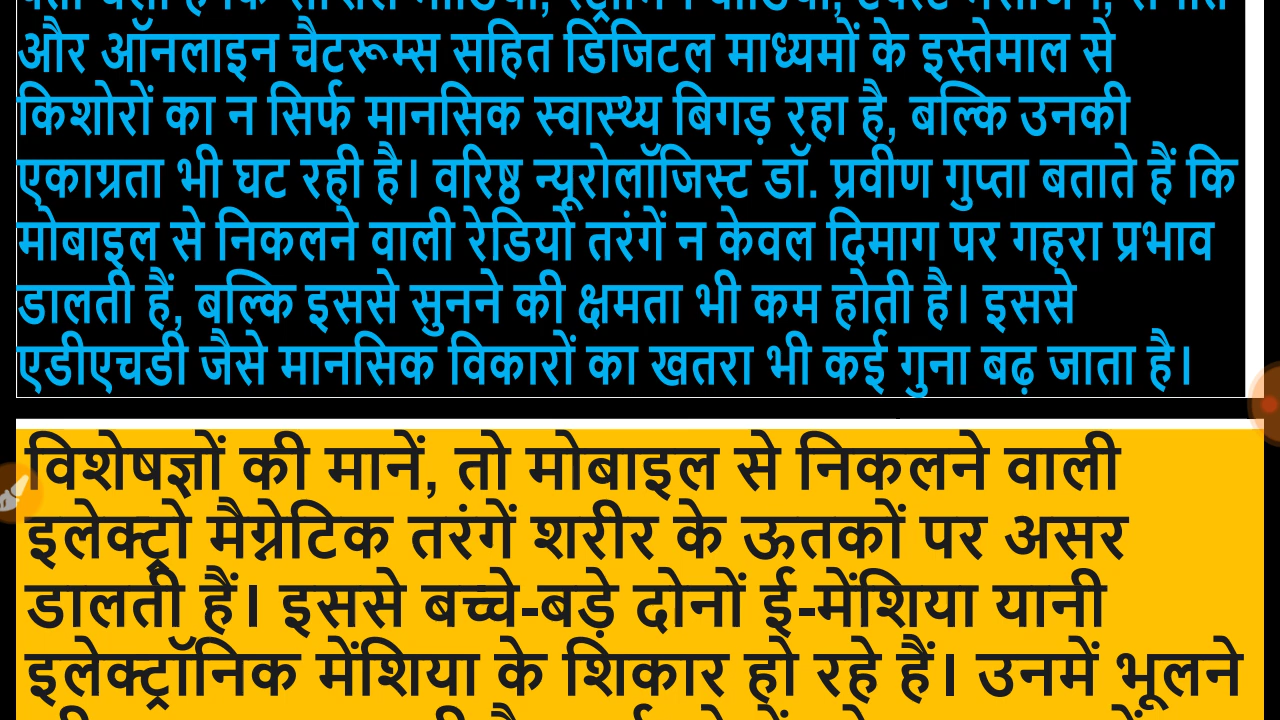 और ऑनलाइन चैटरूम्स सहित डिजिटल माध्यमों के इस्तेमाल से
किशोरों का न सिर्फ मानसिक स्वास्थ्य बिगड़ रहा है, बल्कि उनकी
एकाग्रता भी घट रही है। वरिष्ठ न्यूरोलॉजिस्ट डॉ. प्रवीण गुप्ता बताते हैं कि
मोबाइल से निकलने वाली रेडियो तरंगें न केवल दिमाग पर गहरा प्रभाव
डालती हैं, बल्कि इससे सुनने की क्षमता भी कम होती है। इससे
एडीएचडी जैसे मानसिक विकारों का खतरा भी कई गुना बढ़ जाता है।
विशेषज्ञों की मानें, तो मोबाइल से निकलने वाली
इलेक्ट्रो मैग्नेटिक तरंगें शरीर के ऊतकों पर असर
डालती हैं। इससे बच्चे-बड़े दोनों ई-मेंशिया यानी
इलेक्ट्रॉनिक मेंशिया के शिकार हो रहे हैं। उनमें भूलने